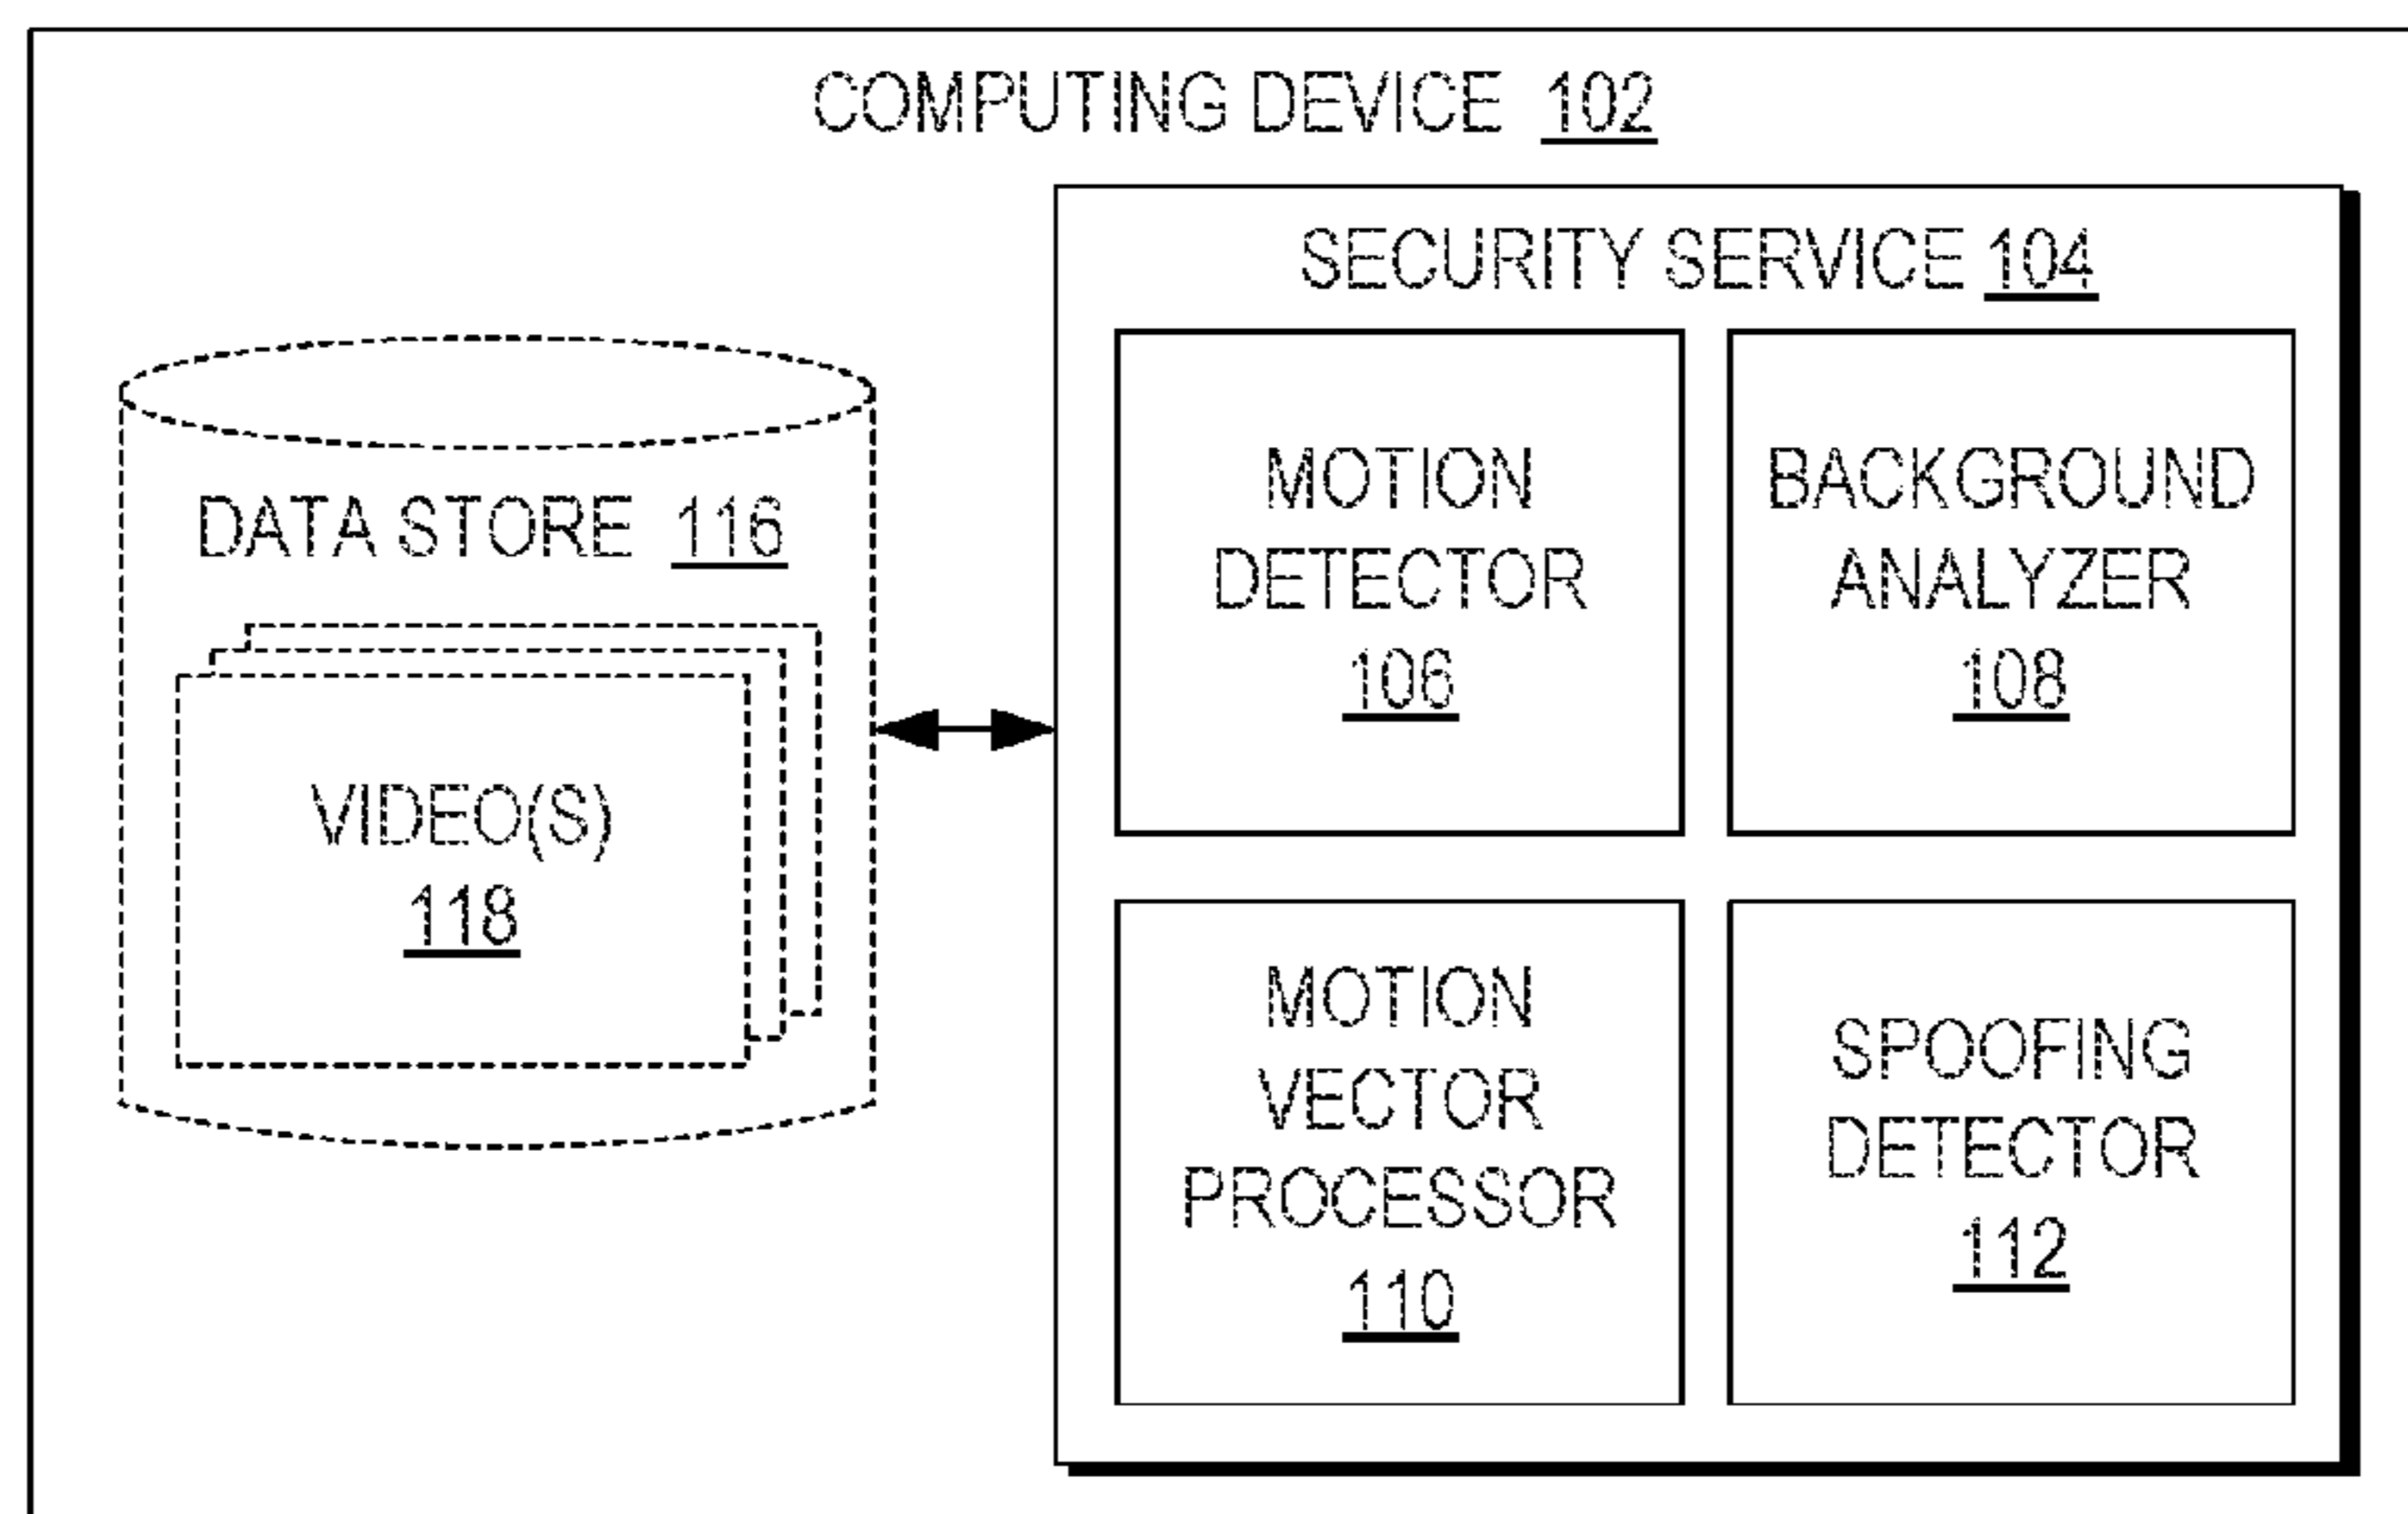 COMPUTING DEVICE 102
SECURITY SERVICE 104
MOTION
DETECTOR
106
BACKGROUND
ANALYZER
108
DATA STORE 116
VIDEO(S)
118
MOTION
VECTOR
PROCESSOR
110
SPOOFING
DETECTOR
112